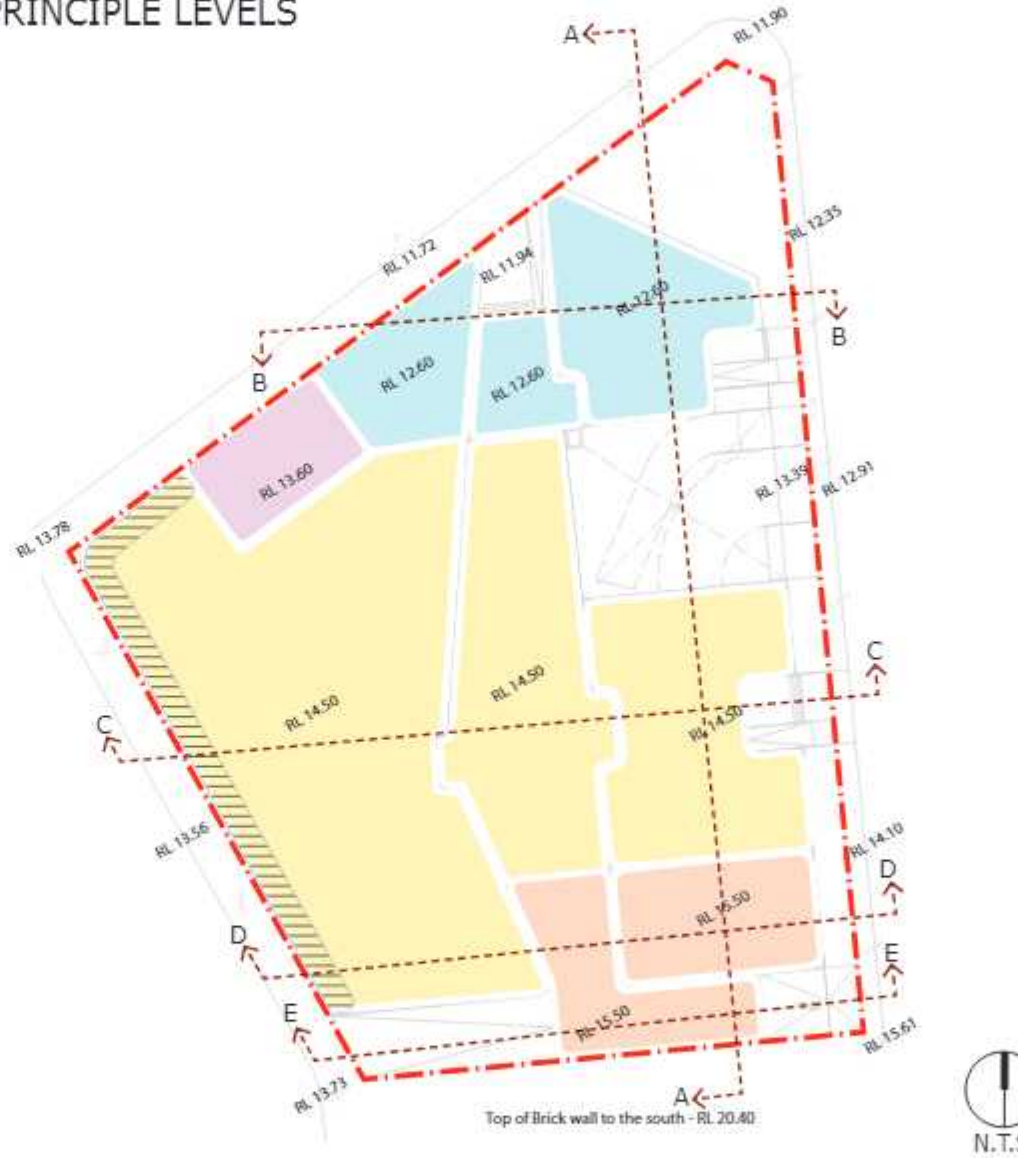 PRINCIPLE LEVELS
A
RL 11.90
RL 12.35
RL 11.72
RL 11.94
RL 12.60
B
B
RL 12.60
RL 12.60
RL 13.60
RL 13.39
RL 12.91
RL 13.78
C
C
RL 14.50
RL 14.50
RL 14.50
RL 13.56
RL 14.10
D
D
RL 15.50
E
E
RL 15.50
RL 15.61
RL 13.73
A
Top of Brick wall to the south - RL 20.40
N.T.S